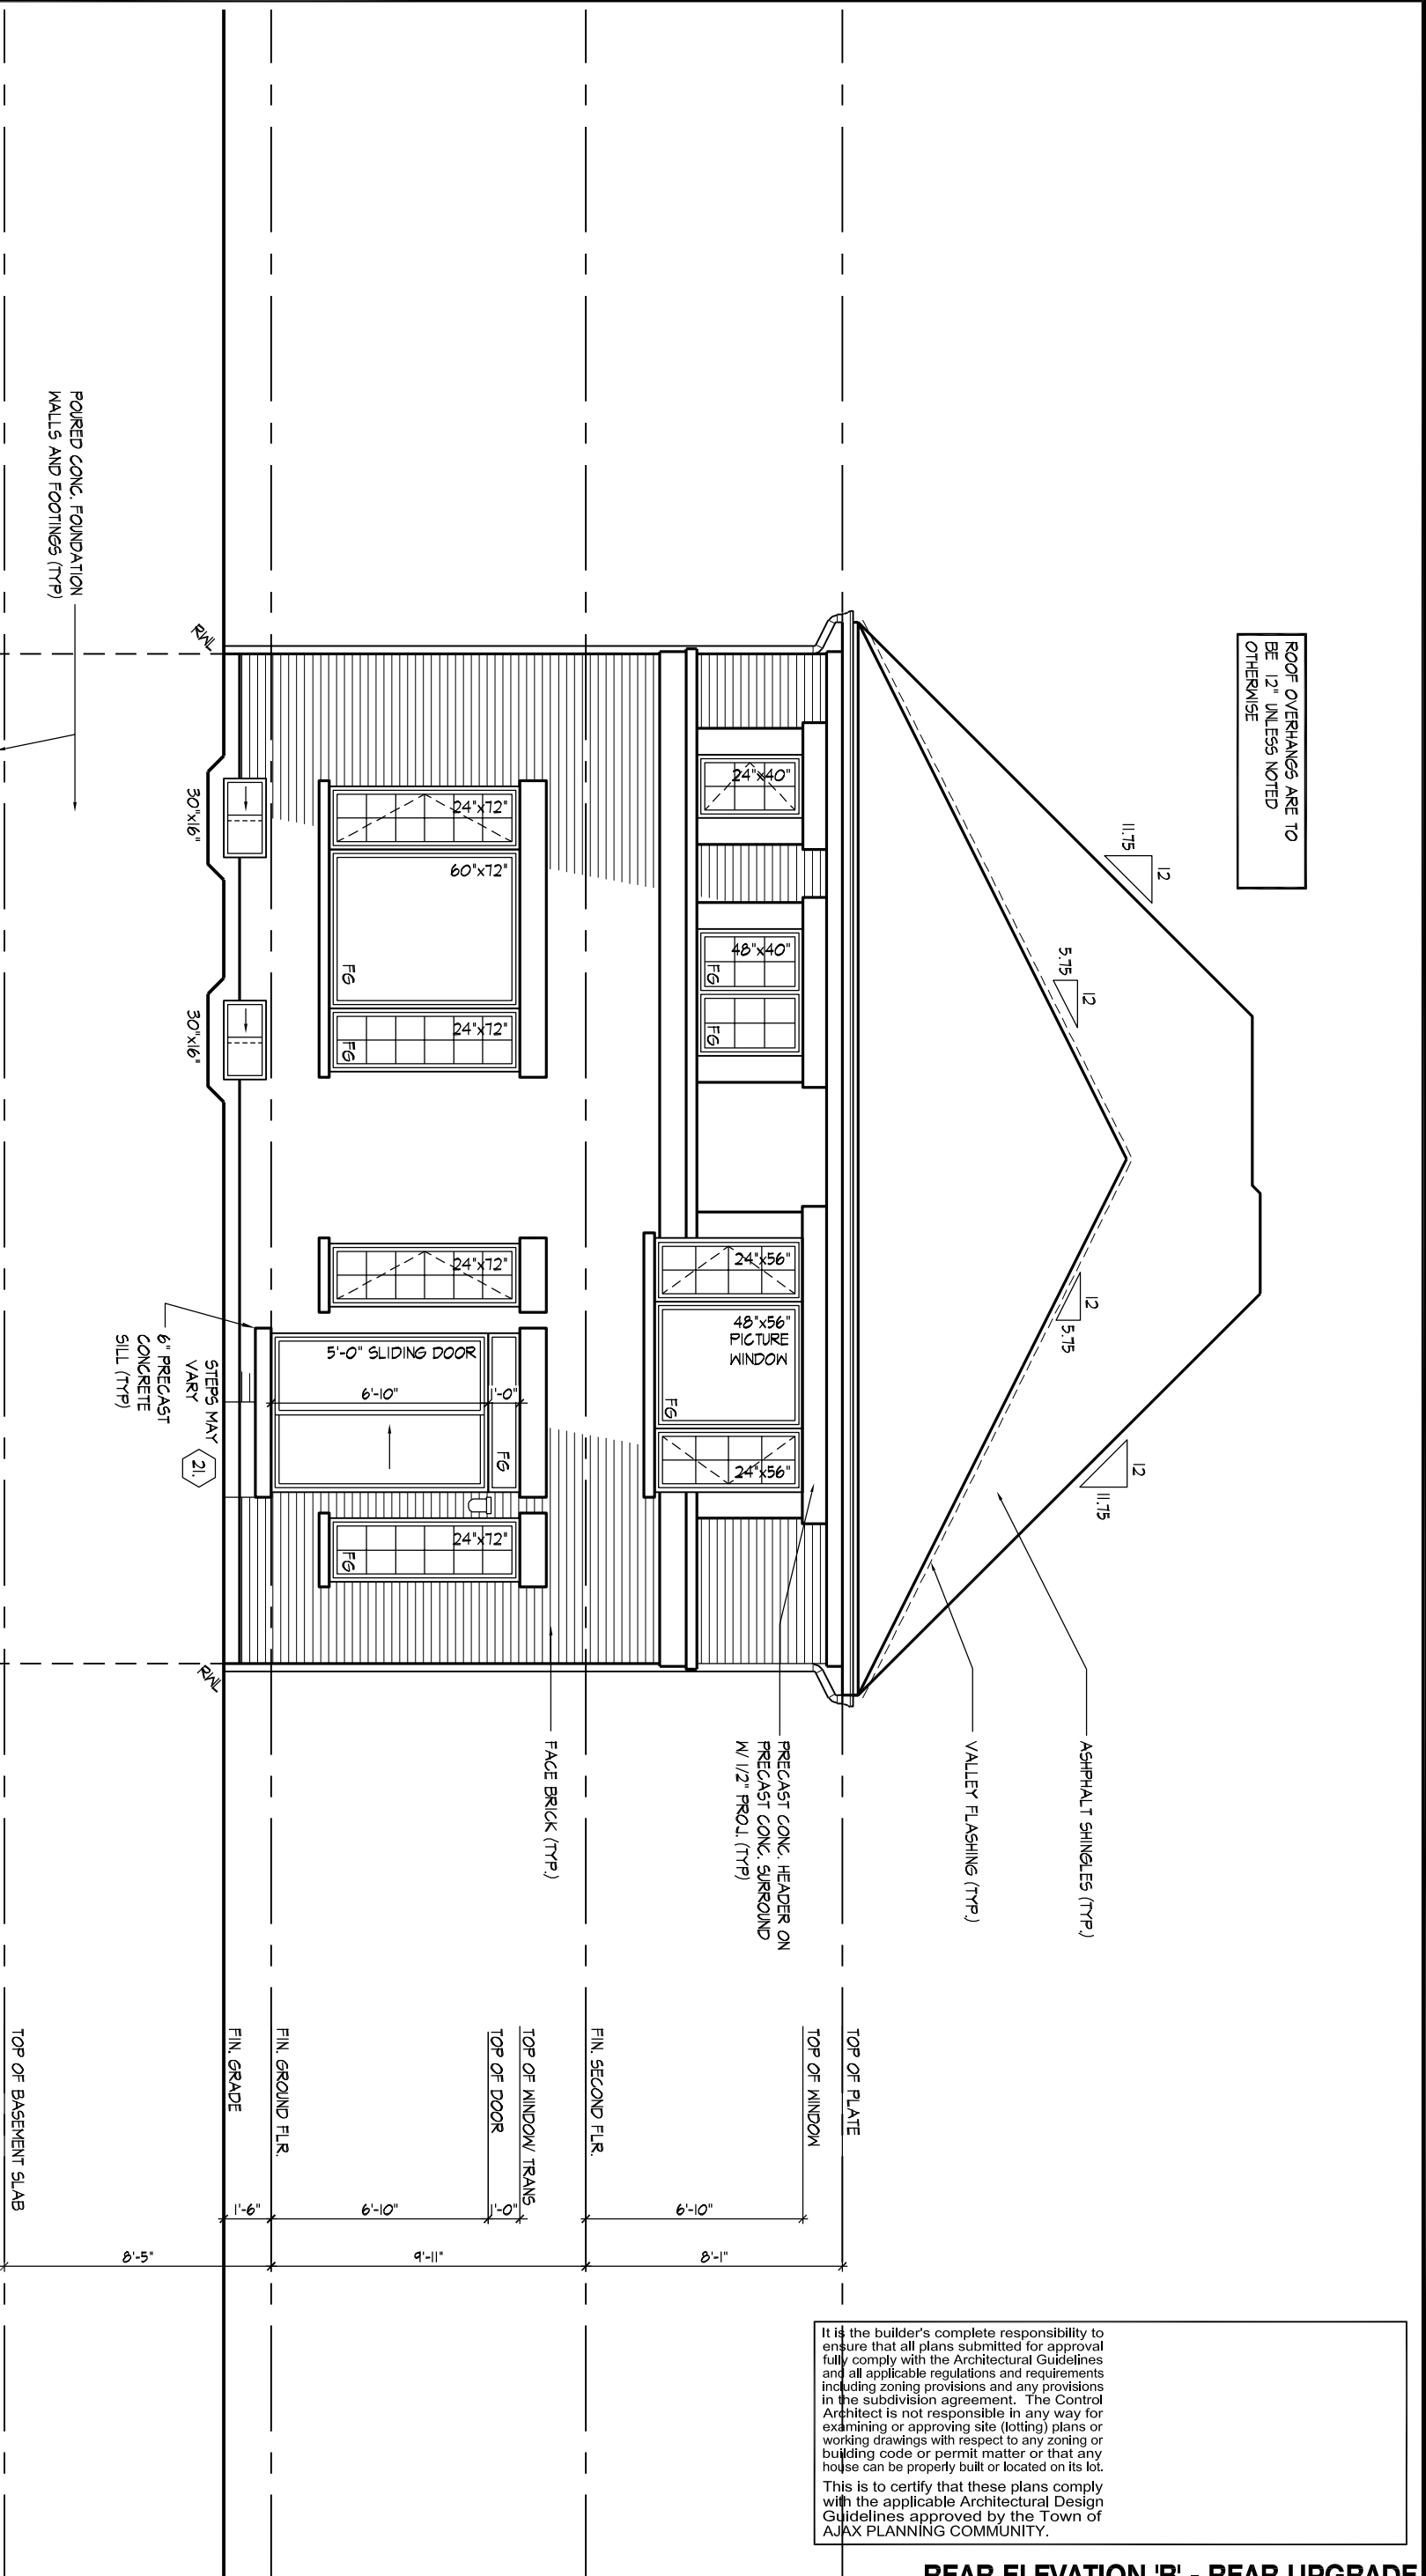 ROOF OVERHANGS ARE TO
BE 12" UNLESS NOTED
OTHERWISE
12
11.75
12
5.75
12
5.75
12
11.75
ASHPHALT SHINGLES (TYP.)
VALLEY FLASHING (TYP.)
PRECAST CONC. HEADER ON
PRECAST CONC. SURROUND
W/ 1/2" PROJ. (TYP)
FACE BRICK (TYP.)
24"x40"
48"x40"
FG
FG
24"x56"
48"x56"
PICTURE
WINDOW
FG
24"x56"
24"x72"
60"x72"
FG
24"x72"
FG
24"x72"
5'-0" SLIDING DOOR
6'-10"
1'-0"
FG
24"x72"
FG
RWL
RWL
30"x16"
30"x16"
STEPS MAY
VARY
21.
6" PRECAST
CONCRETE
SILL (TYP)
POURED CONC. FOUNDATION
WALLS AND FOOTINGS (TYP)
TOP OF PLATE
TOP OF WINDOW
FIN. SECOND FLR.
TOP OF WINDOW/ TRANS
TOP OF DOOR
FIN. GROUND FLR.
FIN. GRADE
TOP OF BASEMENT SLAB
6'-10"
1'-0"
6'-10"
1'-6"
8'-1"
9'-11"
8'-5"
It is the builder's complete responsibility to
ensure that all plans submitted for approval
fully comply with the Architectural Guidelines
and all applicable regulations and requirements
including zoning provisions and any provisions
in the subdivision agreement. The Control
Architect is not responsible in any way for
examining or approving site (lotting) plans or
working drawings with respect to any zoning or
building code or permit matter or that any
house can be properly built or located on its lot.
This is to certify that these plans comply
with the applicable Architectural Design
Guidelines approved by the Town of
AJAX PLANNING COMMUNITY.
REAR ELEVATION 'B' - REAR UPGRADE